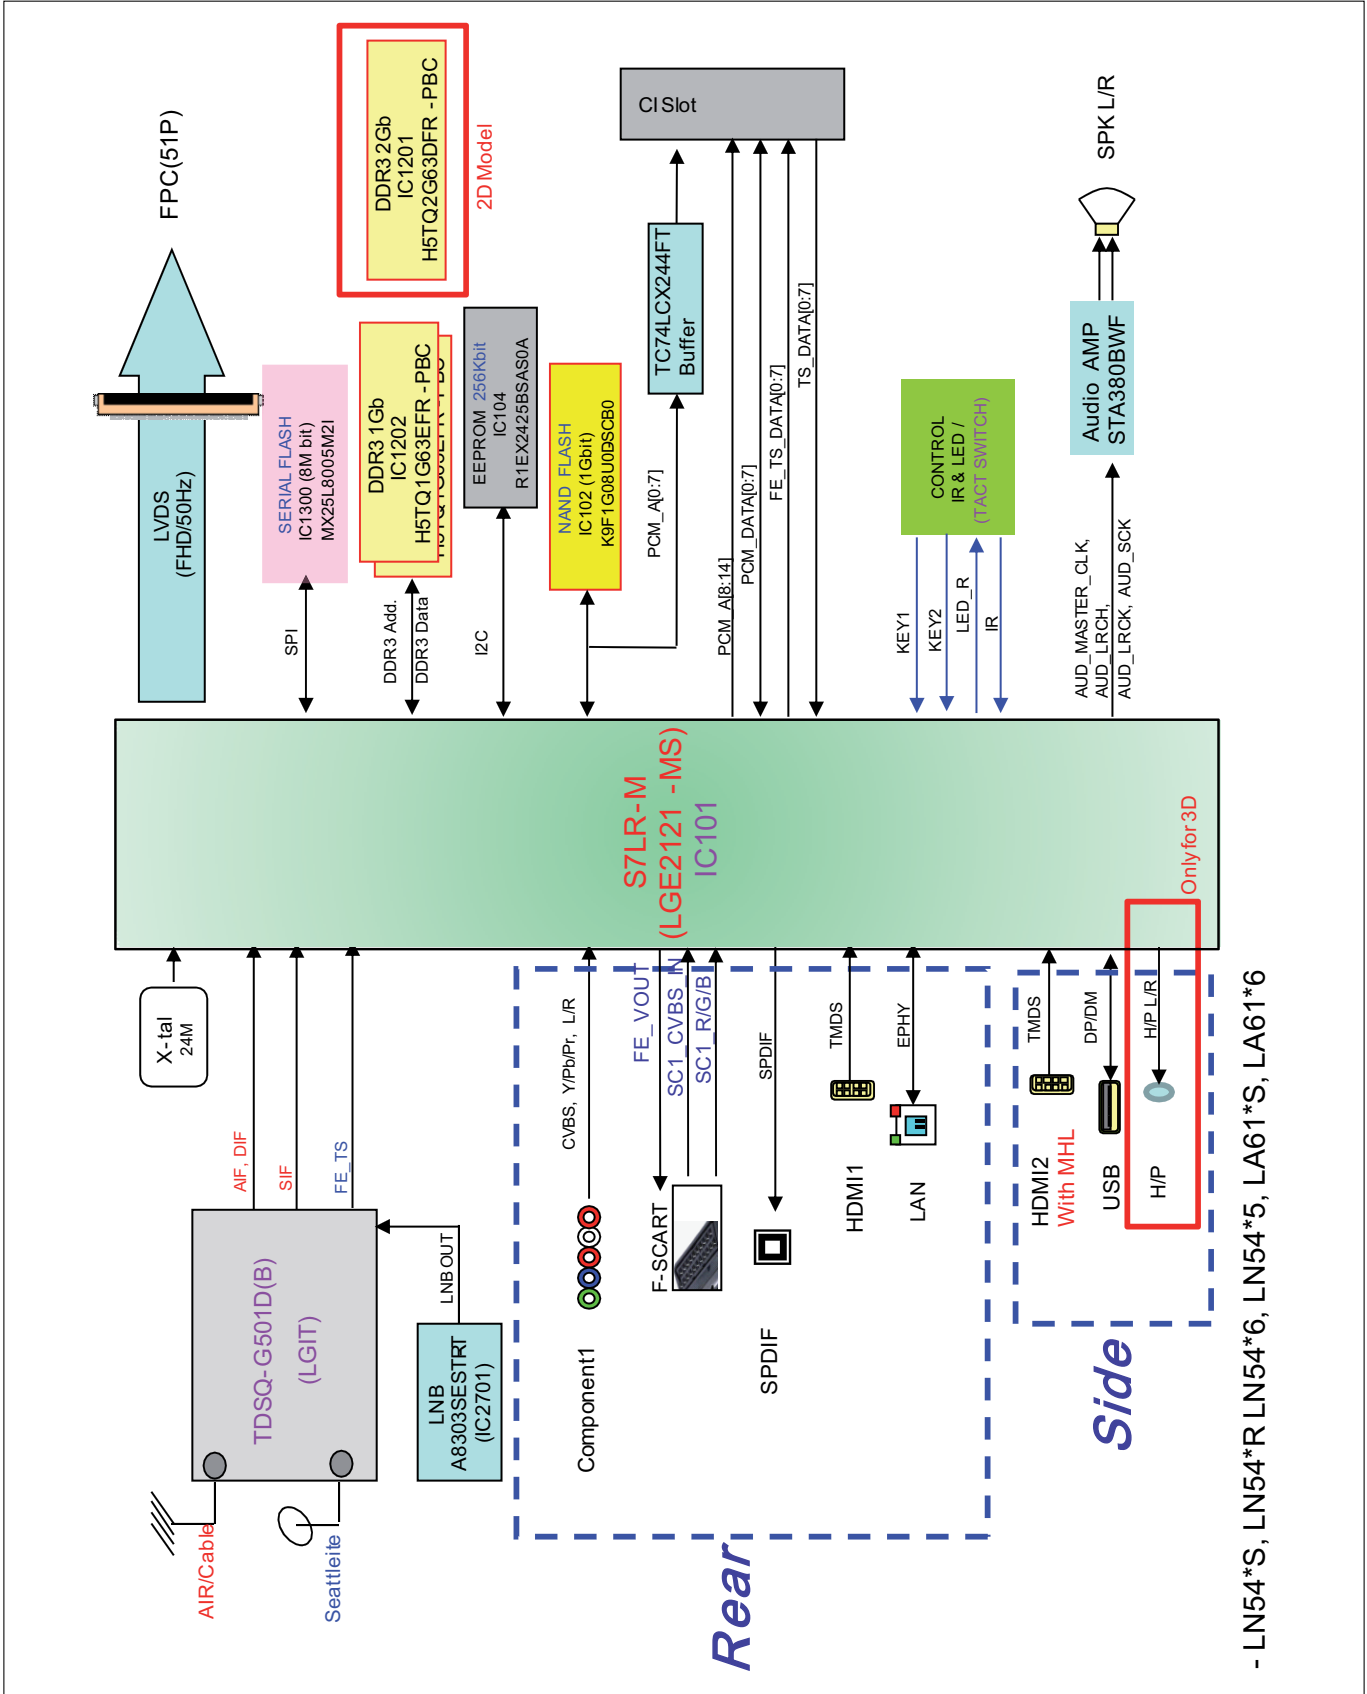 - LN54*S, LN54*R LN54*6, LN54*5, LA61*S, LA61*6
AIR/Cable
Seattleite
TDSQ-G501D(B)
(LGIT)
AIF, DIF
SIF
FE_TS
X-tal
24M
LNB
A8303SESTRT
(IC2701)
LNB OUT
Rear
Component1
CVBS, Y/Pb/Pr, L/R
F-SCART
FE_VOUT
SC1_CVBS_IN
SC1_R/G/B
SPDIF
SPDIF
HDMI1
TMDS
LAN
EPHY
Side
HDMI2
With MHL
TMDS
USB
DP/DM
H/P
H/P L/R
Only for 3D
S7LR-M
(LGE2121 -MS)
IC101
LVDS
(FHD/50Hz)
FPC(51P)
SPI
SERIAL FLASH
IC1300 (8M bit)
MX25L8005M2I
DDR3 Add.
DDR3 Data
DDR3 1Gb
IC1202
H5TQ1G63EFR -PBC
DDR3 2Gb
IC1201
H5TQ2G63DFR -PBC
2D Model
I2C
EEPROM 256Kbit
IC104
R1EX2425BSAS0A
NAND FLASH
IC102 (1Gbit)
K9F1G08U0DSCB0
PCM_A[0:7]
TC74LCX244FT
Buffer
CI Slot
PCM_A[8:14]
PCM_DATA[0:7]
FE_TS_DATA[0:7]
TS_DATA[0:7]
KEY1
KEY2
LED_R
IR
CONTROL
IR & LED /
(TACT SWITCH)
AUD_MASTER_CLK,
AUD_LRCH,
AUD_LRCK, AUD_SCK
Audio AMP
STA380BWF
SPK L/R